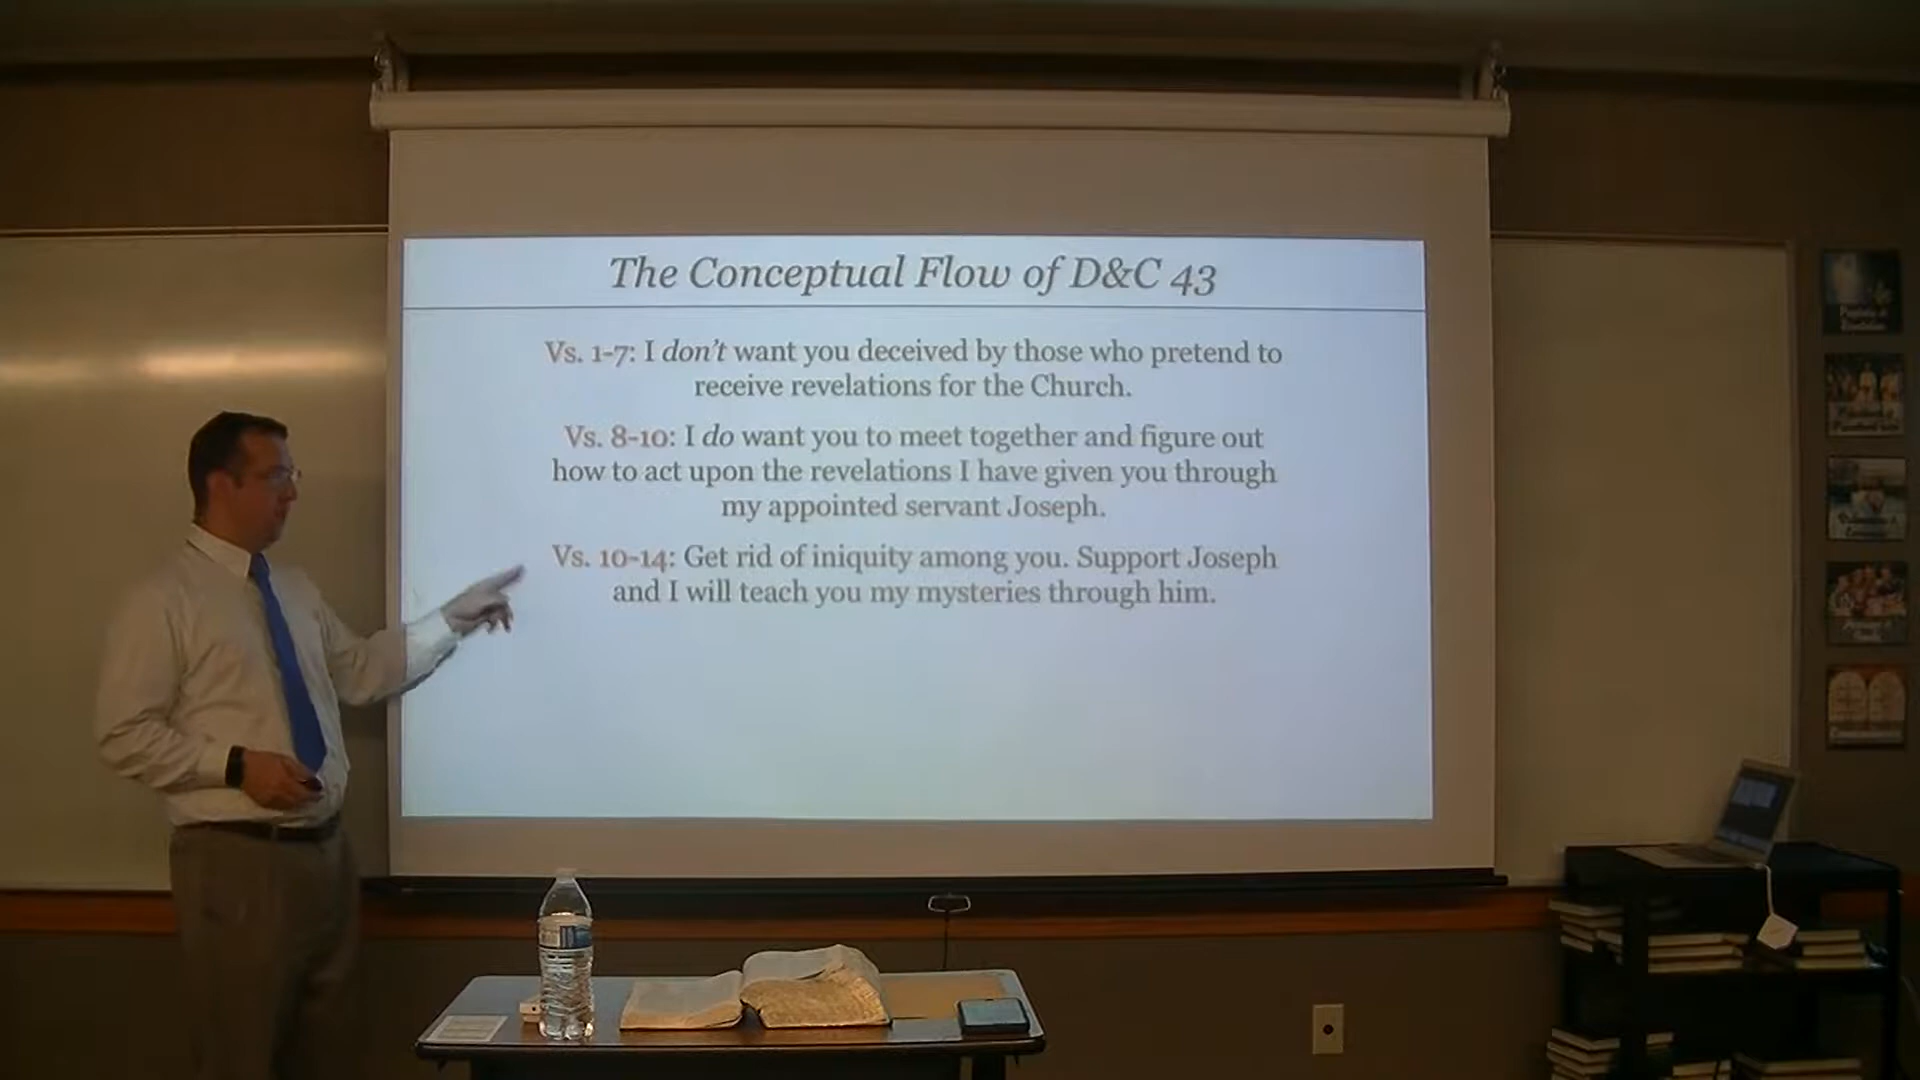 The Conceptual Flow of D&C 43
Vs. 1-7: I don't want you deceived by those who pretend to
receive revelations for the Church.
Vs. 8-10: I do want you to meet together and figure out
how to act upon the revelations I have given you through
my appointed servant Joseph.
Vs. 10-14: Get rid of iniquity among you. Support Joseph
and I will teach you my mysteries through him.